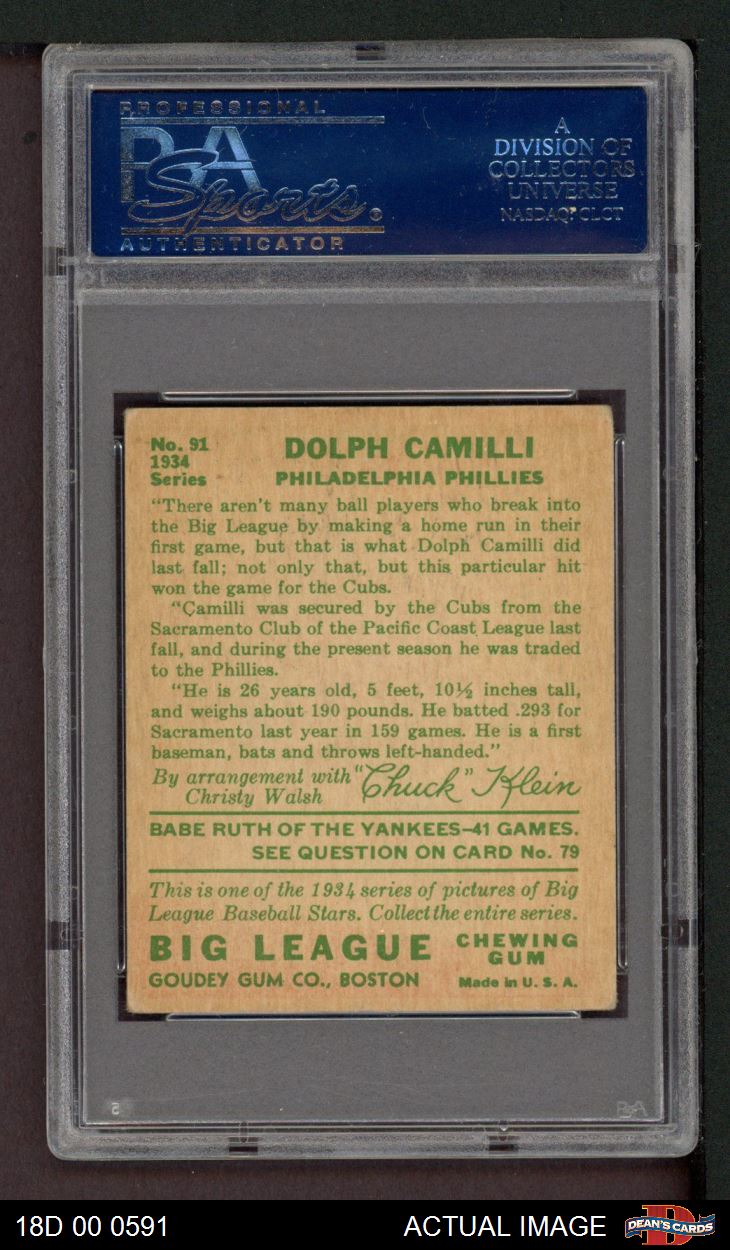 PROFESSIONAL
PSA
Sports ®
AUTHENTICATOR
A
DIVISION OF
COLLECTORS
UNIVERSE
NASDAQ: CLCT
No. 91
1934
Series
DOLPH CAMILLI
PHILADELPHIA PHILLIES
"There aren't many ball players who break into
the Big League by making a home run in their
first game, but that is what Dolph Camilli did
last fall; not only that, but this particular hit
won the game for the Cubs.
"Camilli was secured by the Cubs from the
Sacramento Club of the Pacific Coast League last
fall, and during the present season he was traded
to the Phillies.
"He is 26 years old, 5 feet, 10½ inches tall,
and weighs about 190 pounds. He batted .293 for
Sacramento last year in 159 games. He is a first
baseman, bats and throws left-handed."
By arrangement with "Chuck" Klein
Christy Walsh
BABE RUTH OF THE YANKEES—41 GAMES.
SEE QUESTION ON CARD No. 79
This is one of the 1934 series of pictures of Big
League Baseball Stars. Collect the entire series.
BIG LEAGUE CHEWING GUM
GOUDEY GUM CO., BOSTON Made in U. S. A.
PSA
18D 00 0591 ACTUAL IMAGE DEAN'S CARDS